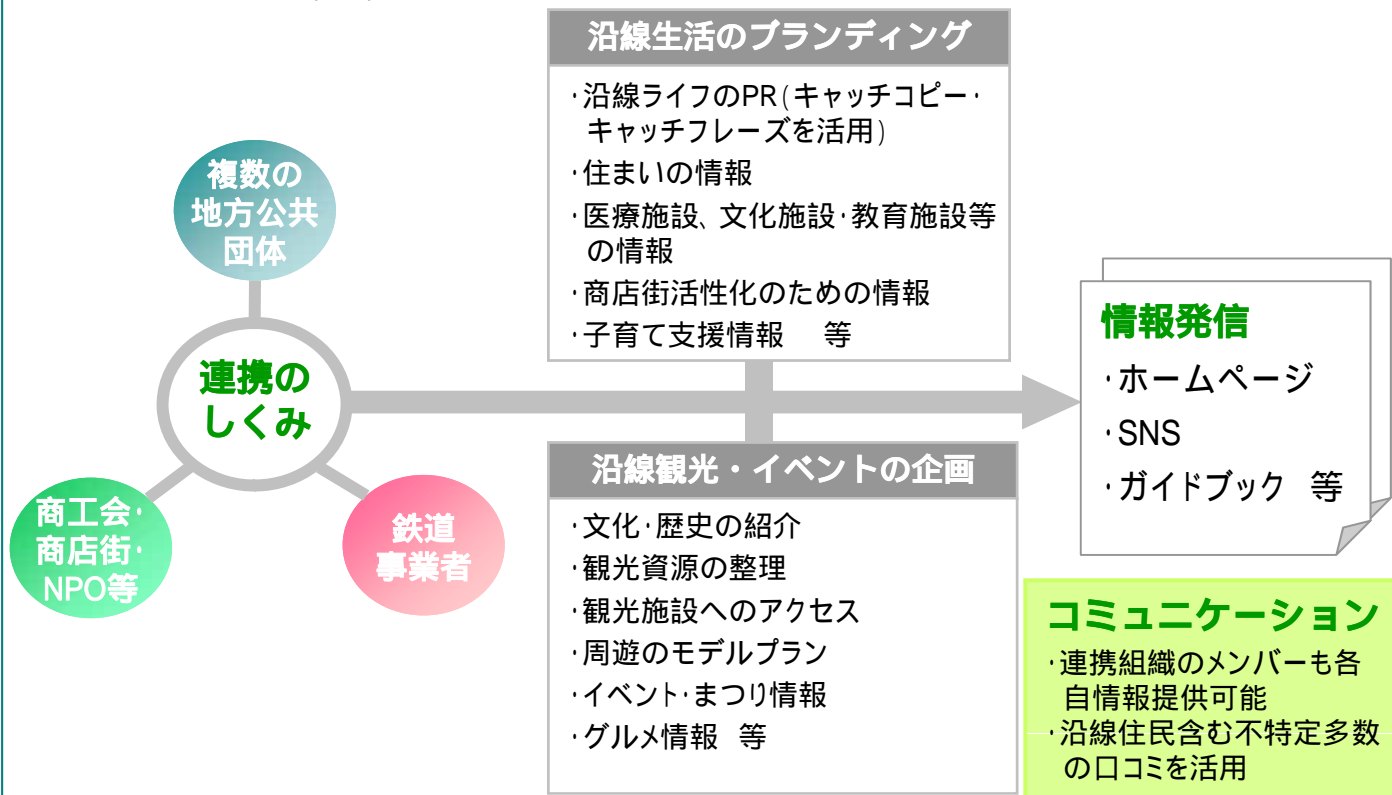 複数の
地方公共
団体
連携の
しくみ
商工会・
商店街・
NPO等
鉄道
事業者
沿線生活のブランディング
・沿線ライフのPR(キャッチコピー・
キャッチフレーズを活用)
・住まいの情報
・医療施設、文化施設・教育施設等
の情報
・商店街活性化のための情報
・子育て支援情報　等
沿線観光・イベントの企画
・文化・歴史の紹介
・観光資源の整理
・観光施設へのアクセス
・周遊のモデルプラン
・イベント・まつり情報
・グルメ情報　等
情報発信
・ホームページ
・SNS
・ガイドブック　等
コミュニケーション
・連携組織のメンバーも各
自情報提供可能
・沿線住民含む不特定多数
の口コミを活用